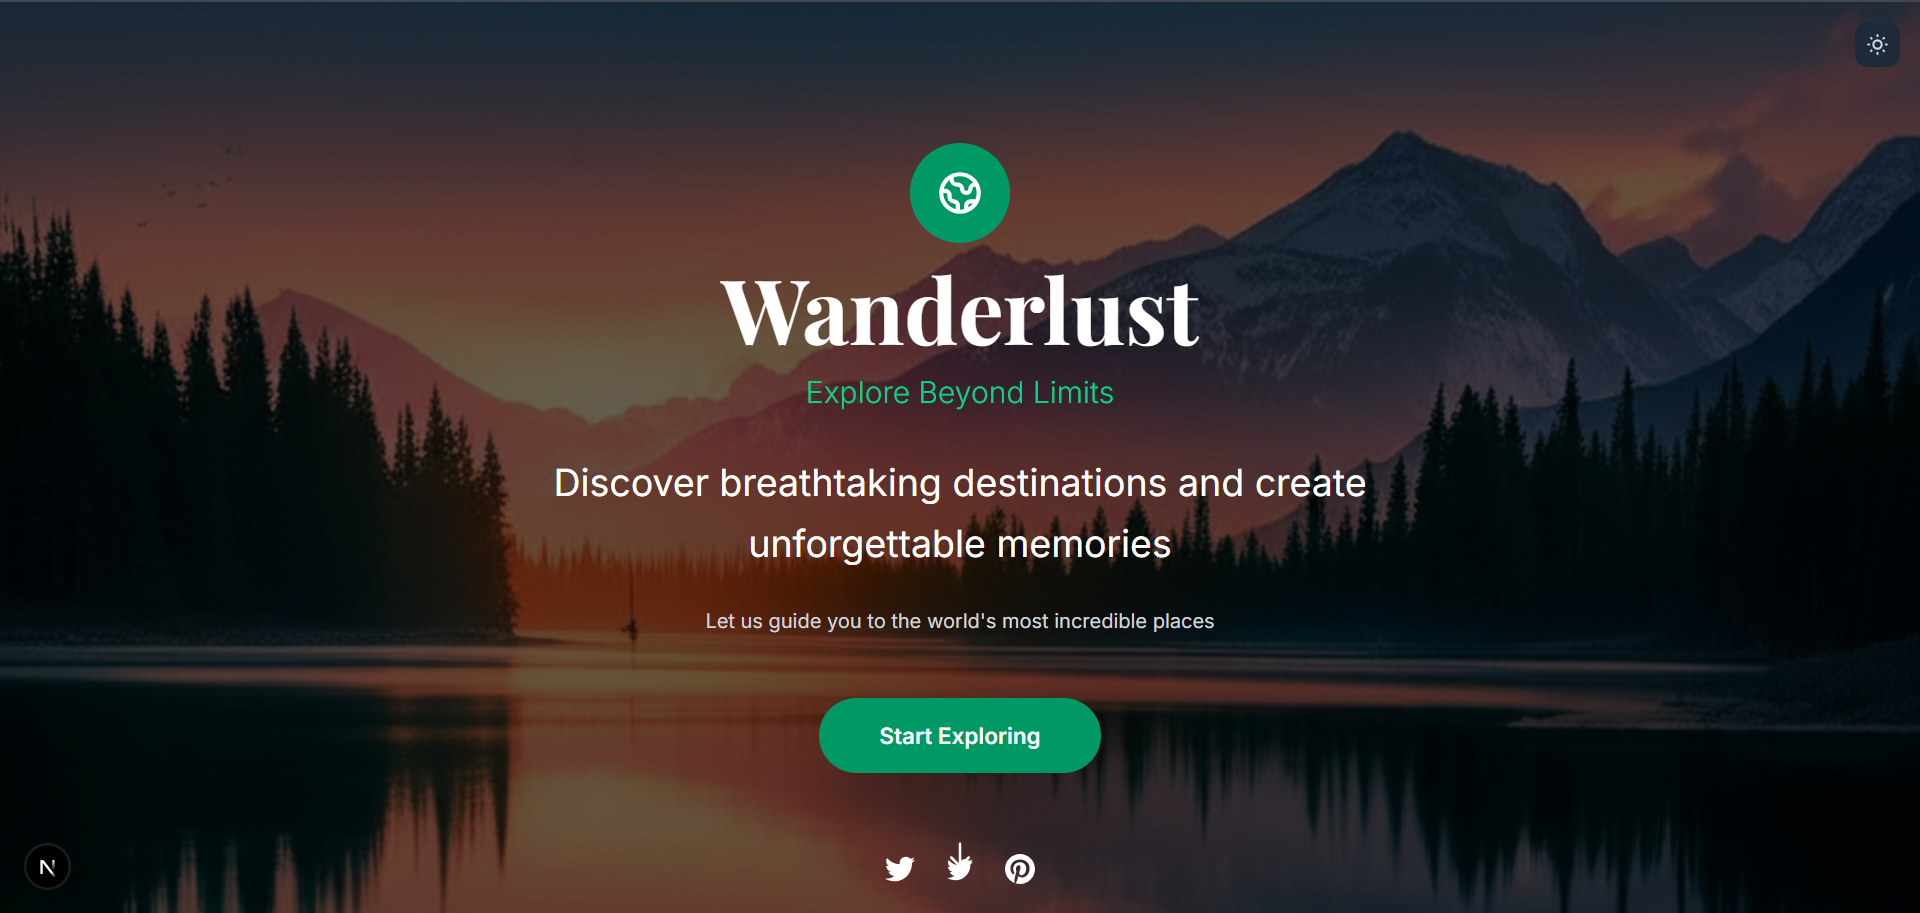 Wanderlust
Explore Beyond Limits
Discover breathtaking destinations and create
unforgettable memories
Let us guide you to the world's most incredible places
Start Exploring
N